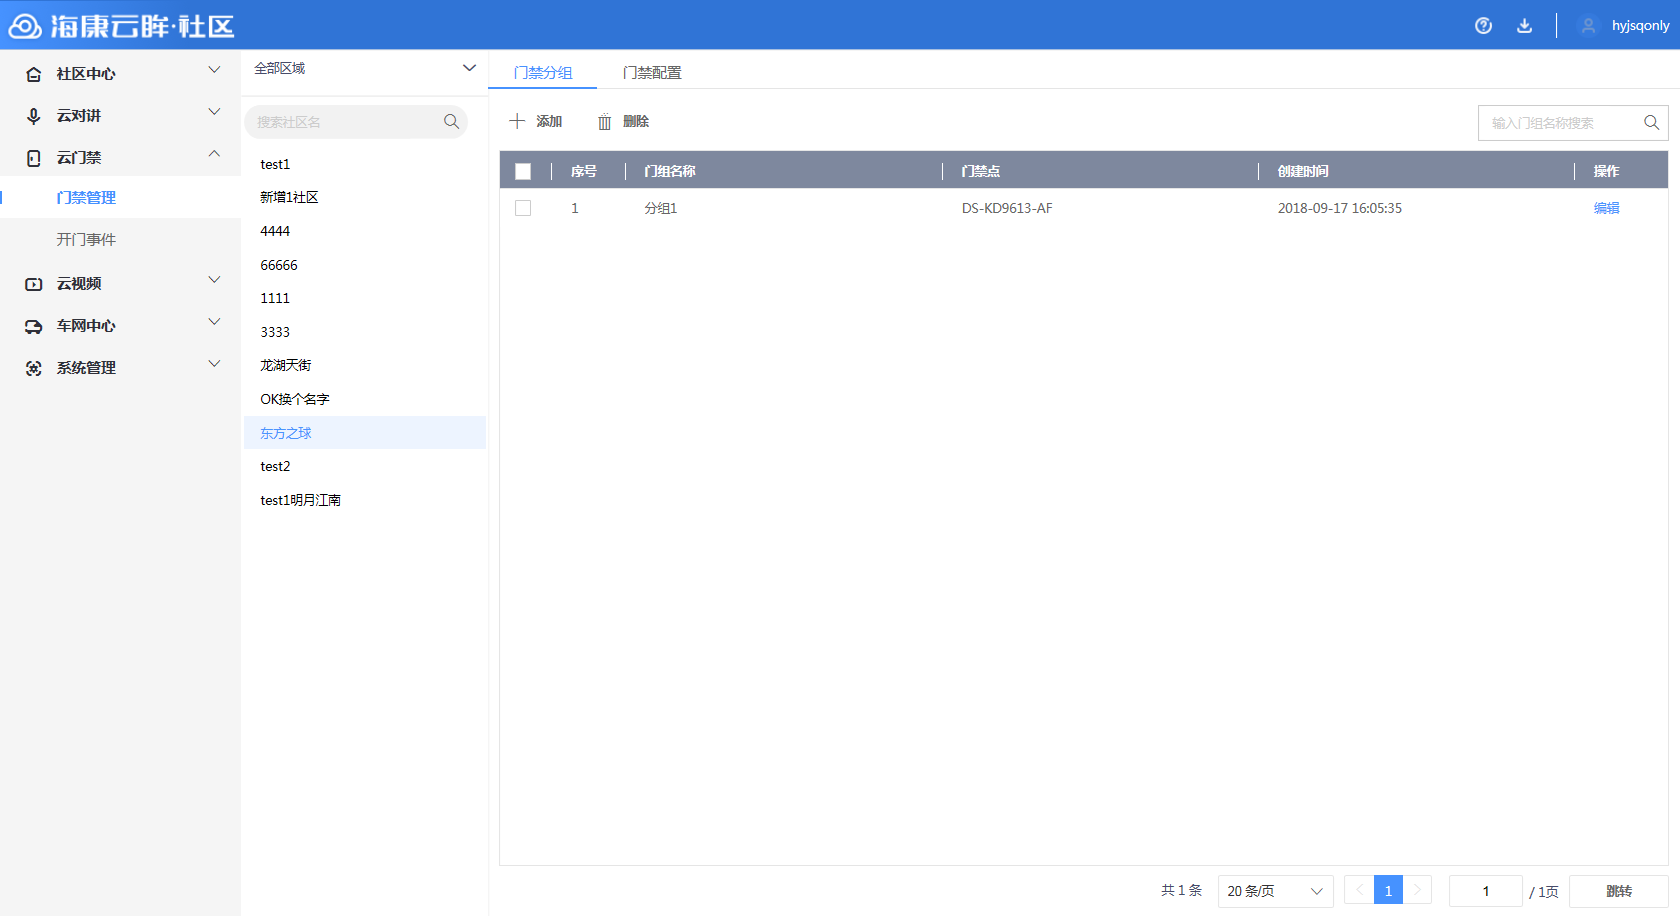 海康云眸·社区
hyjsqonly
社区中心
云对讲
云门禁
门禁管理
开门事件
云视频
车网中心
系统管理
全部区域
搜索社区名
test1
新增1社区
4444
66666
1111
3333
龙湖天街
OK换个名字
东方之球
test2
test1明月江南
门禁分组 门禁配置
添加 删除
输入门组名称搜索
序号 门组名称 门禁点 创建时间 操作
1 分组1 DS-KD9613-AF 2018-09-17 16:05:35 编辑
共 1 条 20 条/页 1 1 / 1页 跳转